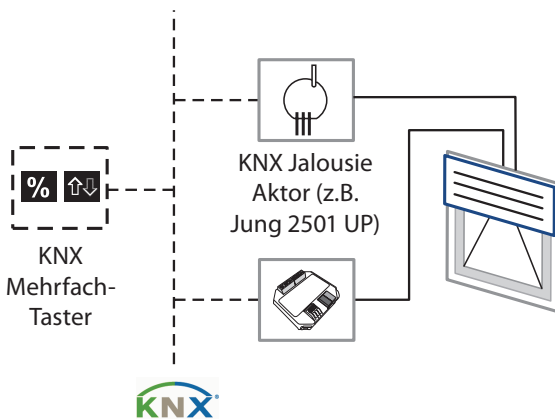 KNX Jalousie
Aktor (z.B.
Jung 2501 UP)
%
KNX
Mehrfach-
Taster
KNX